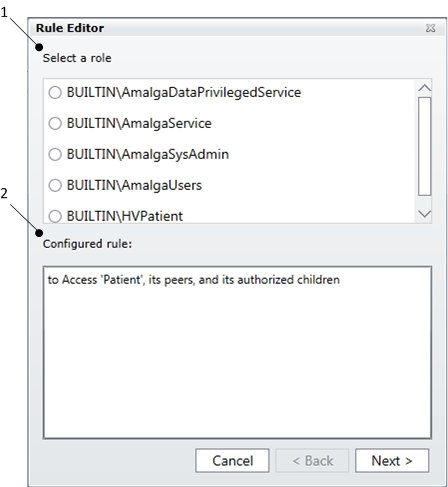 1
Rule Editor
Select a role
BUILTIN\AmalgaDataPrivilegedService
BUILTIN\AmalgaService
BUILTIN\AmalgaSysAdmin
BUILTIN\AmalgaUsers
BUILTIN\HVPatient
2
Configured rule:
to Access 'Patient', its peers, and its authorized children
Cancel < Back Next >